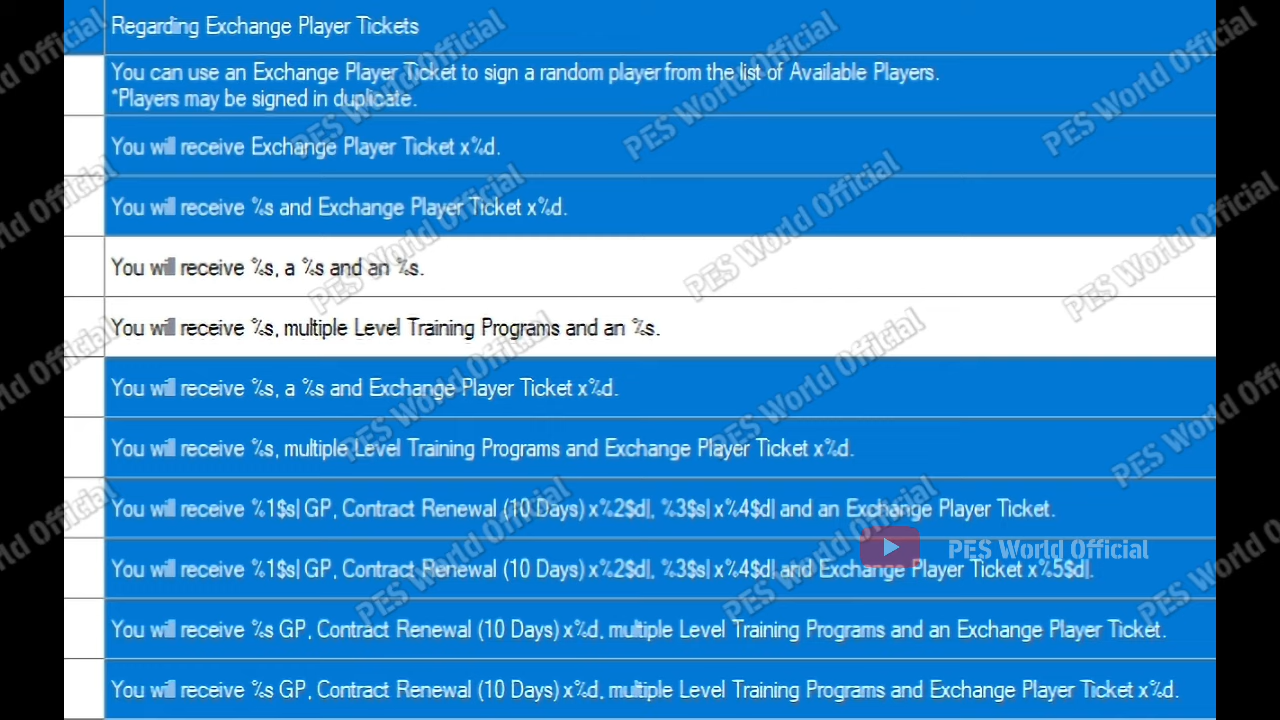 Regarding Exchange Player Tickets
You can use an Exchange Player Ticket to sign a random player from the list of Available Players.
*Players may be signed in duplicate.
You will receive Exchange Player Ticket x%d.
You will receive %s and Exchange Player Ticket x%d.
You will receive %s, a %s and an %s.
You will receive %s, multiple Level Training Programs and an %s.
You will receive %s, a %s and Exchange Player Ticket x%d.
You will receive %s, multiple Level Training Programs and Exchange Player Ticket x%d.
You will receive %1$s| GP, Contract Renewal (10 Days) x%2$d|, %3$s| x%4$d| and an Exchange Player Ticket.
PES World Official
You will receive %1$s| GP, Contract Renewal (10 Days) x%2$d|, %3$s| x%4$d| and Exchange Player Ticket x%5$d|.
You will receive %s GP, Contract Renewal (10 Days) x%d, multiple Level Training Programs and an Exchange Player Ticket.
You will receive %s GP, Contract Renewal (10 Days) x%d, multiple Level Training Programs and Exchange Player Ticket x%d.